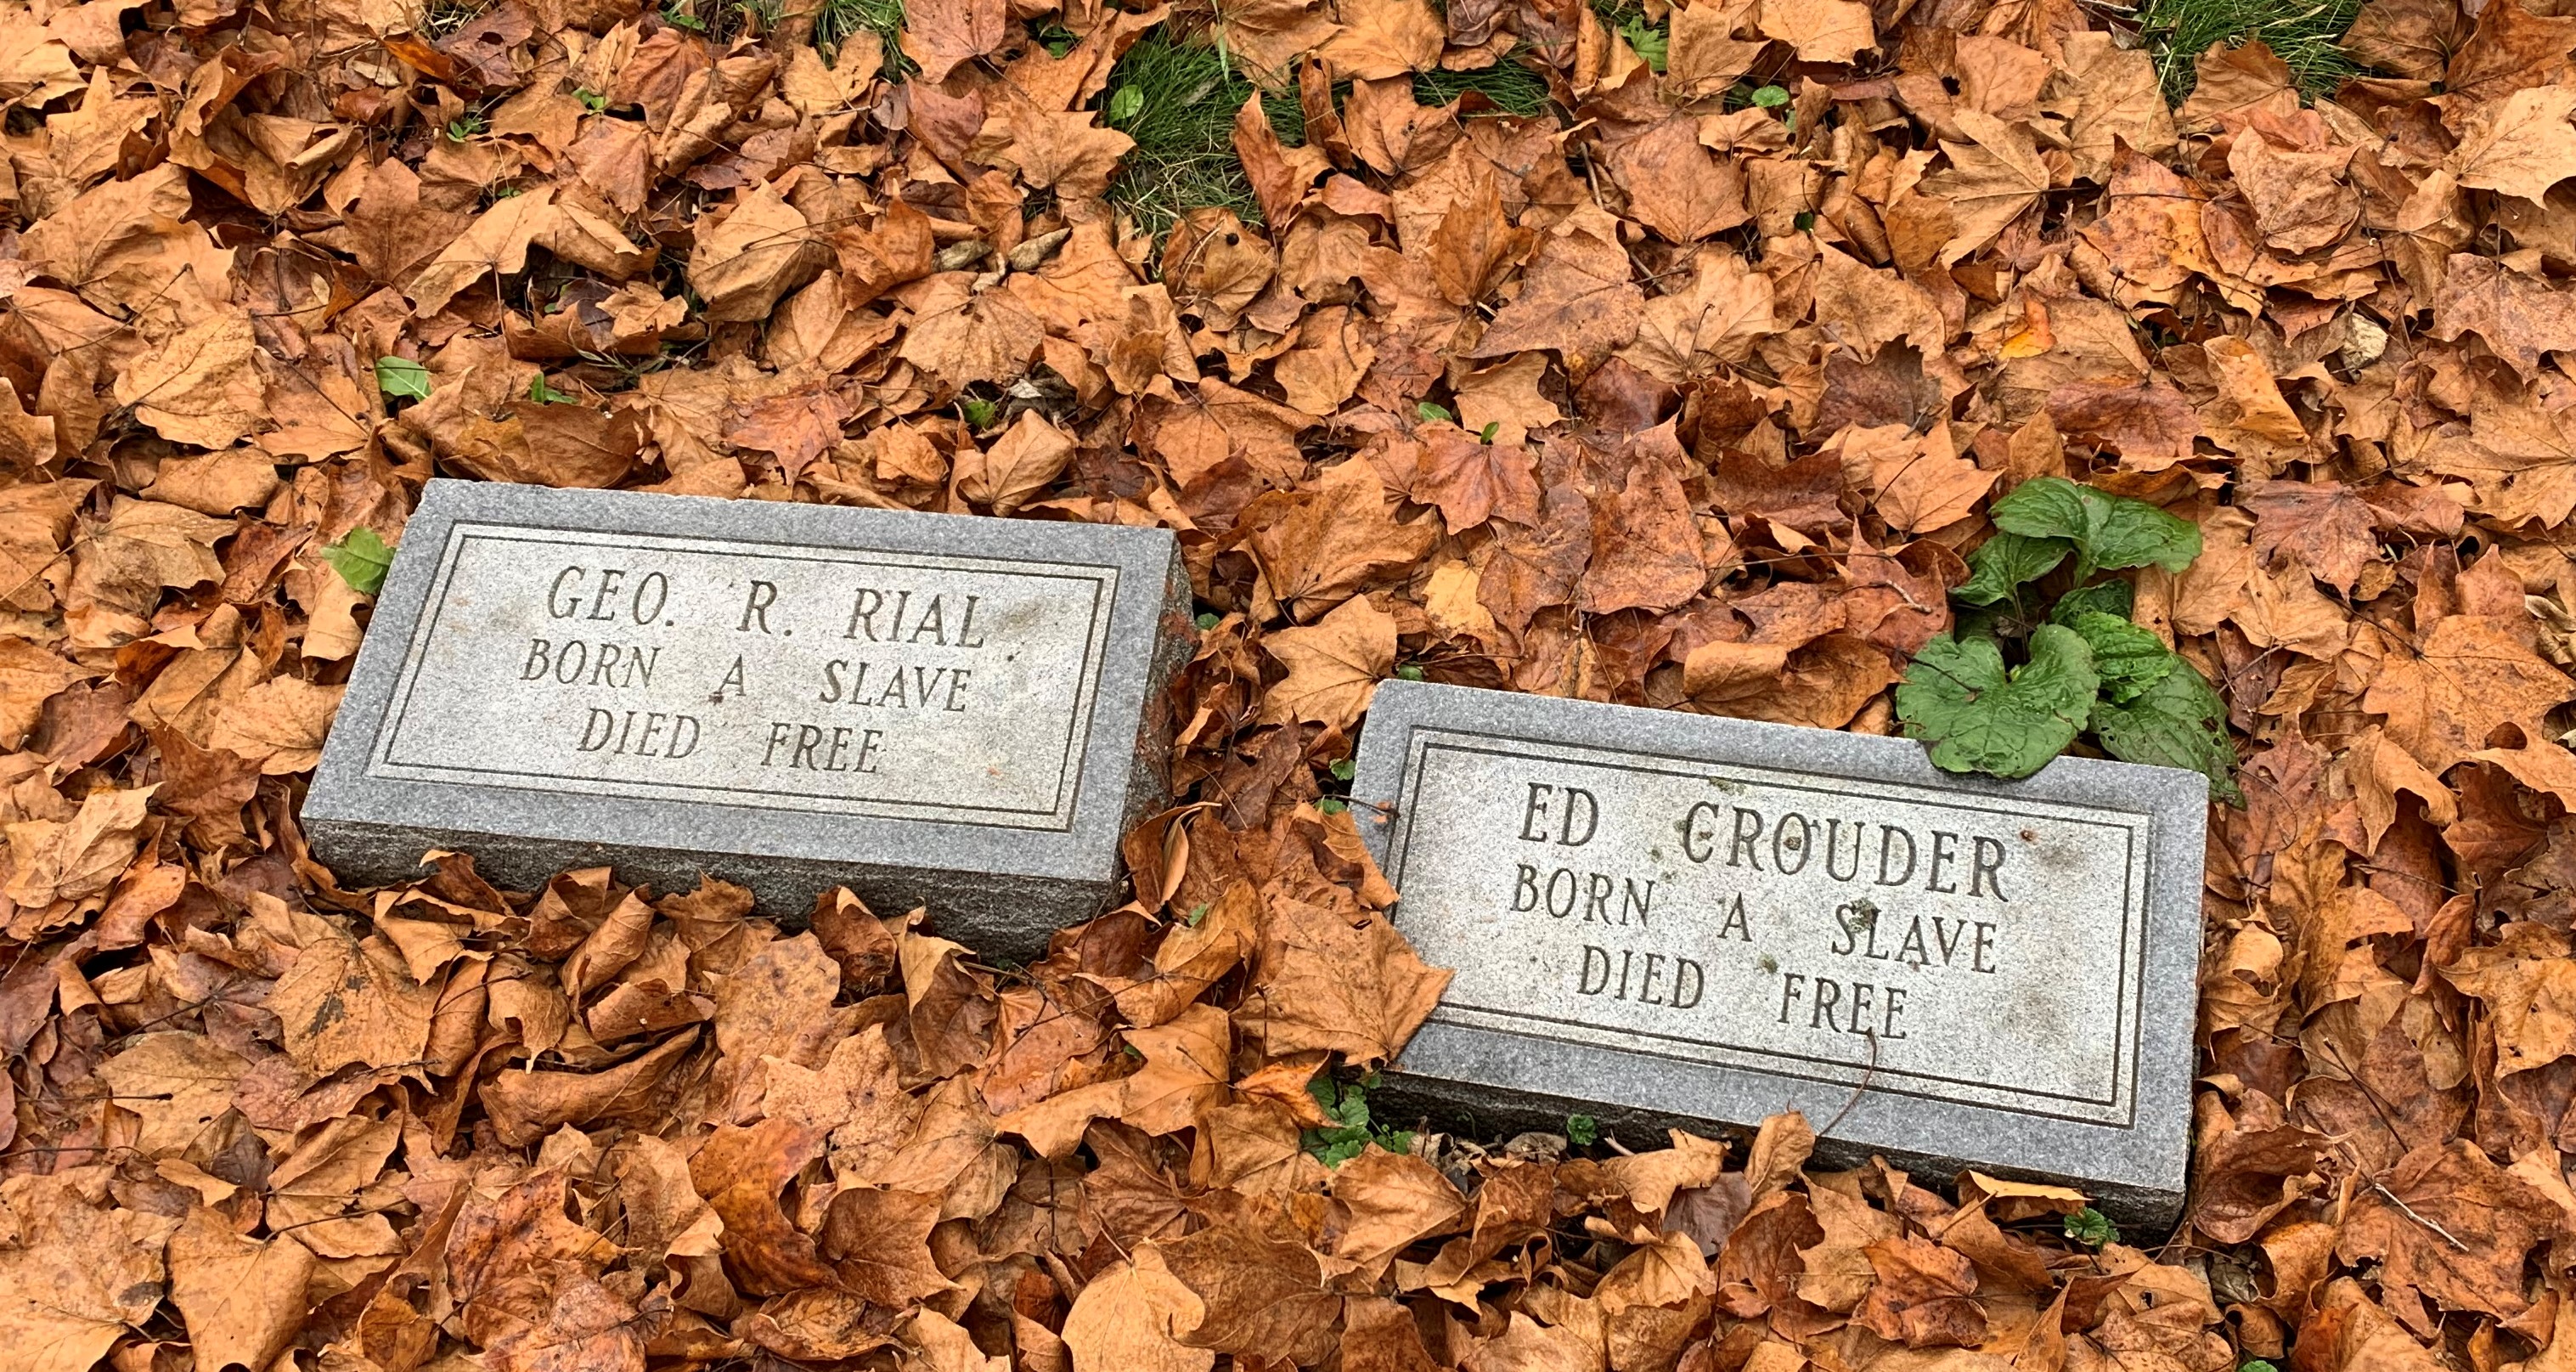 GEO. R. RIAL
BORN A SLAVE
DIED FREE
ED CROUDER
BORN A SLAVE
DIED FREE